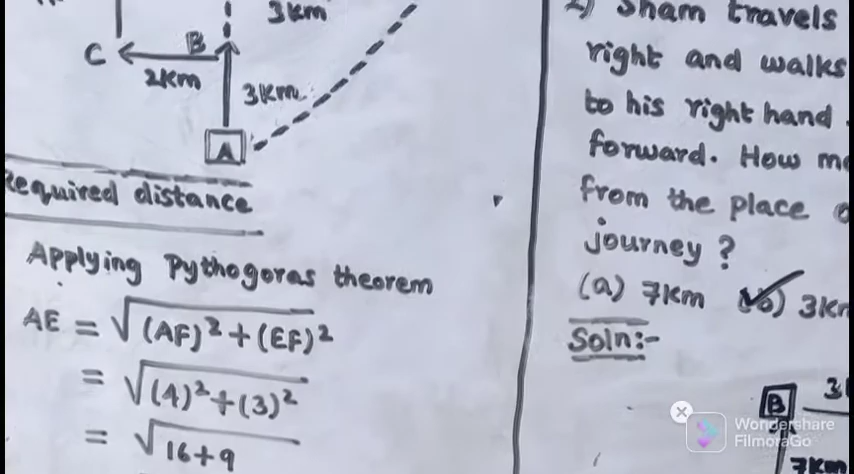 3km
B
C
2km
3km
A
Required distance
Applying Pythogoras theorem
AE = √(AF)² + (EF)²
= √(4)² + (3)²
= √16+9
2) Sham travels
right and walks
to his right hand
forward. How
from the place
journey ?
(a) 7km (b) 3km
Soln:-
B
3
7km
Wondershare
FilmoraGo